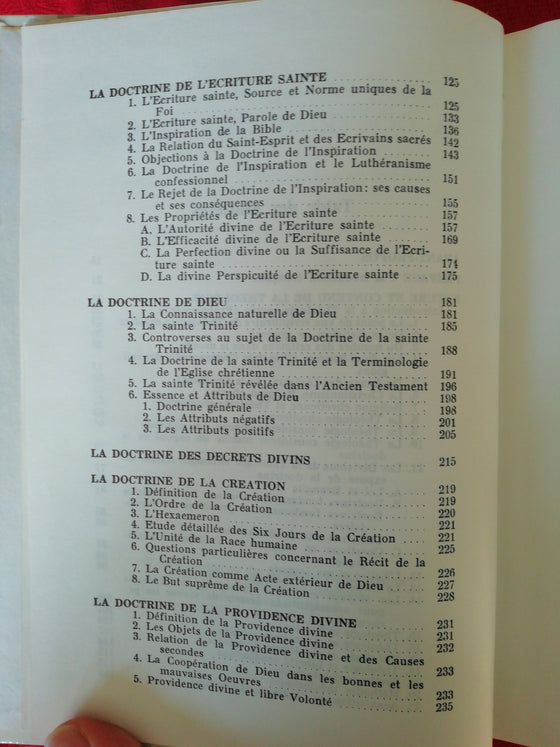 LA DOCTRINE DE L'ECRITURE SAINTE 125
1. L'Ecriture sainte, Source et Norme uniques de la
Foi 125
2. L'Ecriture sainte, Parole de Dieu 133
3. L'Inspiration de la Bible 136
4. La Relation du Saint-Esprit et des Ecrivains sacrés 142
5. Objections à la Doctrine de l'Inspiration 143
6. La Doctrine de l'Inspiration et le Luthéranisme
confessionnel 151
7. Le Rejet de la Doctrine de l'Inspiration: ses causes
et ses conséquences 155
8. Les Propriétés de l'Ecriture sainte 157
A. L'Autorité divine de l'Ecriture sainte 157
B. L'Efficacité divine de l'Ecriture sainte 169
C. La Perfection divine ou la Suffisance de l'Ecri-
ture sainte 174
D. La divine Perspicuité de l'Ecriture sainte 175
LA DOCTRINE DE DIEU 181
1. La Connaissance naturelle de Dieu 181
2. La sainte Trinité 185
3. Controverses au sujet de la Doctrine de la sainte
Trinité 188
4. La Doctrine de la sainte Trinité et la Terminologie
de l'Eglise chrétienne 191
5. La sainte Trinité révélée dans l'Ancien Testament 196
6. Essence et Attributs de Dieu 198
1. Doctrine générale 198
2. Les Attributs négatifs 201
3. Les Attributs positifs 205
LA DOCTRINE DES DECRETS DIVINS 215
LA DOCTRINE DE LA CREATION 219
1. Définition de la Création 219
2. L'Ordre de la Création 220
3. L'Hexaemeron 221
4. Etude détaillée des Six Jours de la Création 221
5. L'Unité de la Race humaine 225
6. Questions particulières concernant le Récit de la
Création 226
7. La Création comme Acte extérieur de Dieu 227
8. Le But suprême de la Création 228
LA DOCTRINE DE LA PROVIDENCE DIVINE 231
1. Définition de la Providence divine 231
2. Les Objets de la Providence divine 232
3. Relation de la Providence divine et des Causes
secondes 233
4. La Coopération de Dieu dans les bonnes et les
mauvaises Oeuvres 233
5. Providence divine et libre Volonté 235